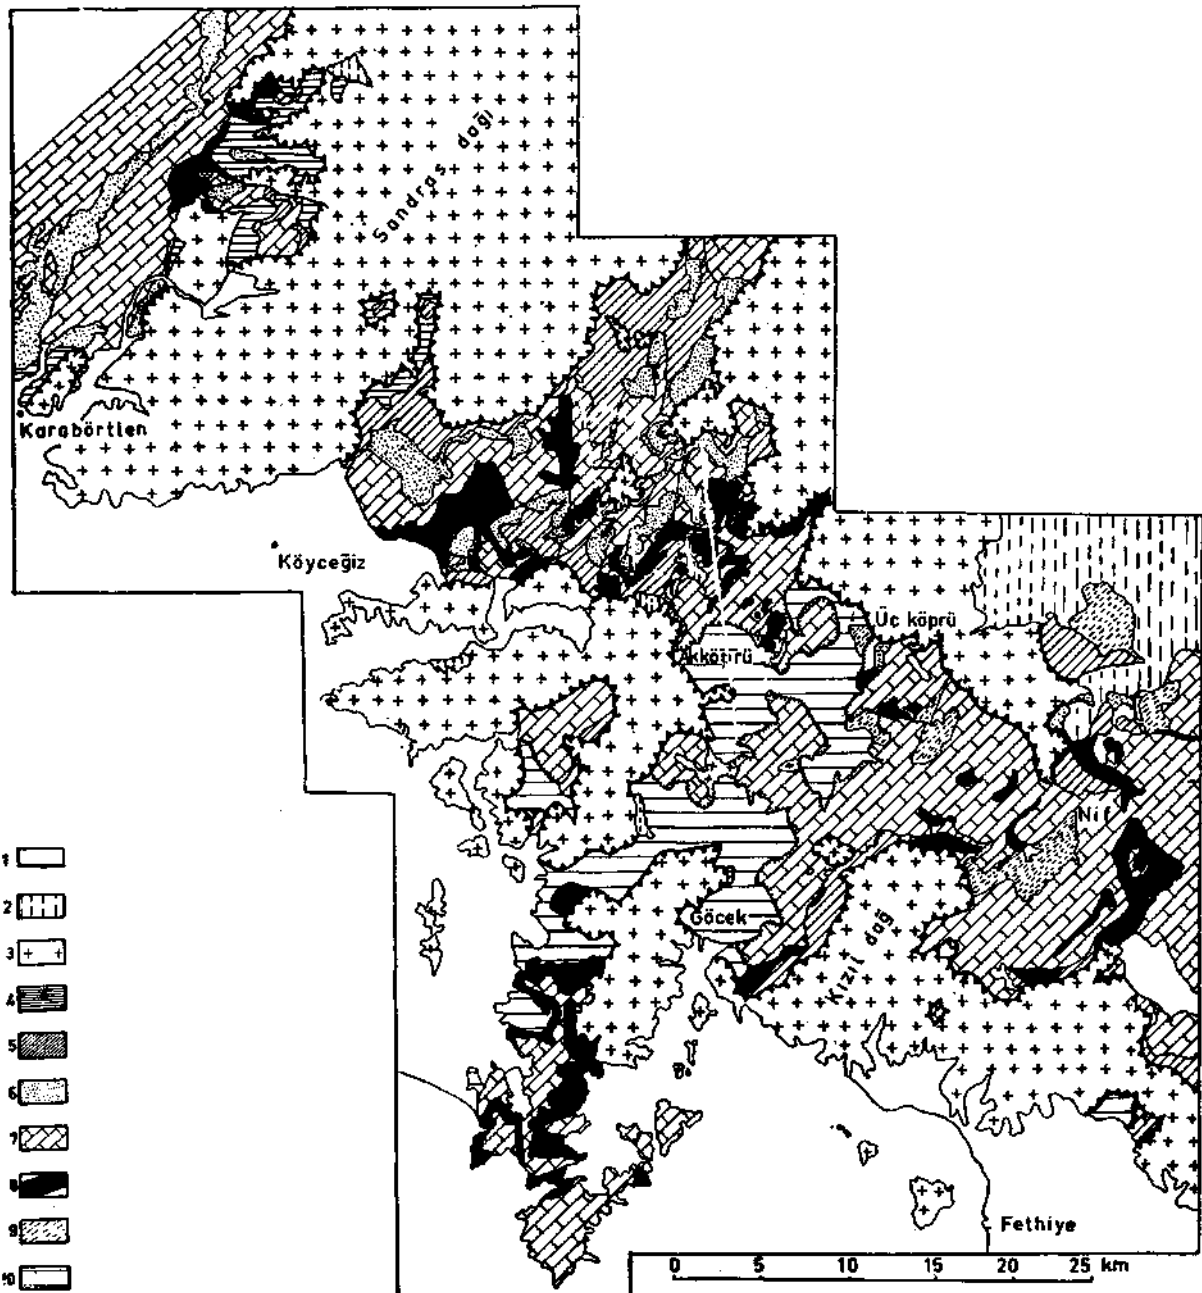 Sandras dağı
Karabörtlen
Köyceğiz
Üç köprü
Akköprü
Nif
Göcek
Kızıl dağ
Fethiye
1
2
3
4
5
6
7
8
9
10
0 5 10 15 20 25 km